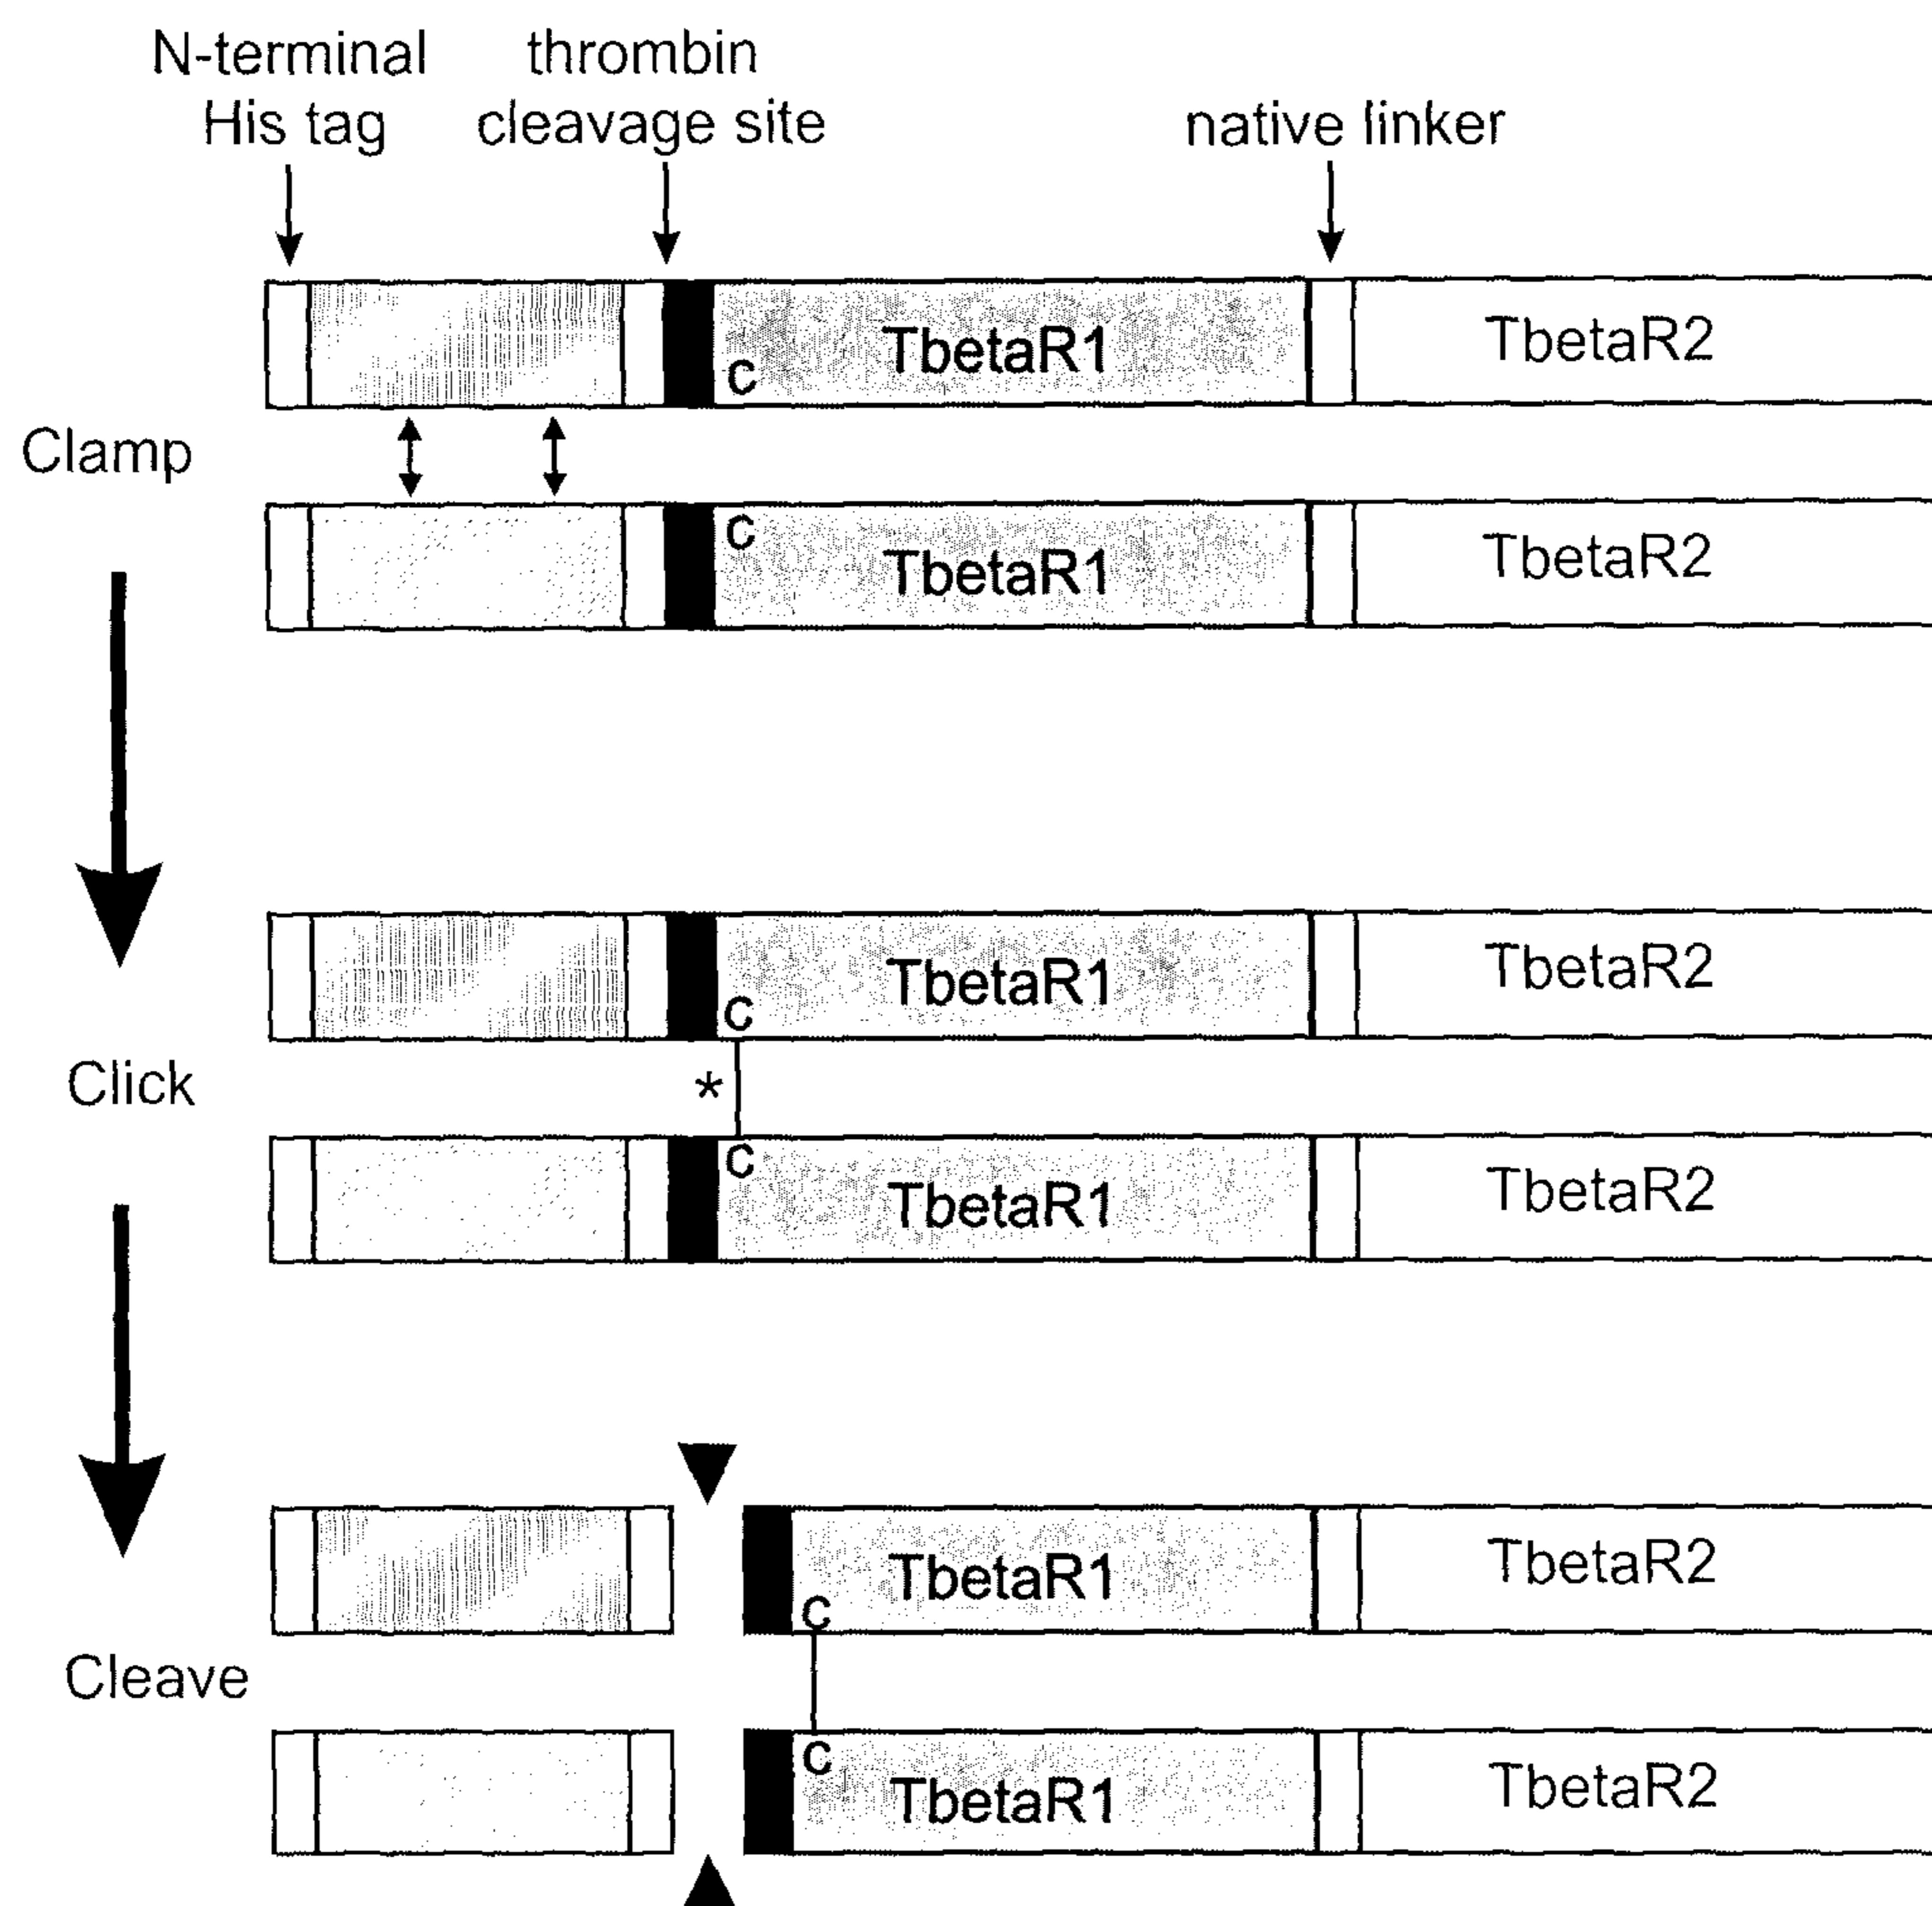 N-terminal
His tag
thrombin
cleavage site
native linker
TbetaR1
TbetaR2
C
Clamp
C
TbetaR1
TbetaR2
TbetaR1
TbetaR2
C
Click
*
C
TbetaR1
TbetaR2
TbetaR1
TbetaR2
C
Cleave
C
TbetaR1
TbetaR2